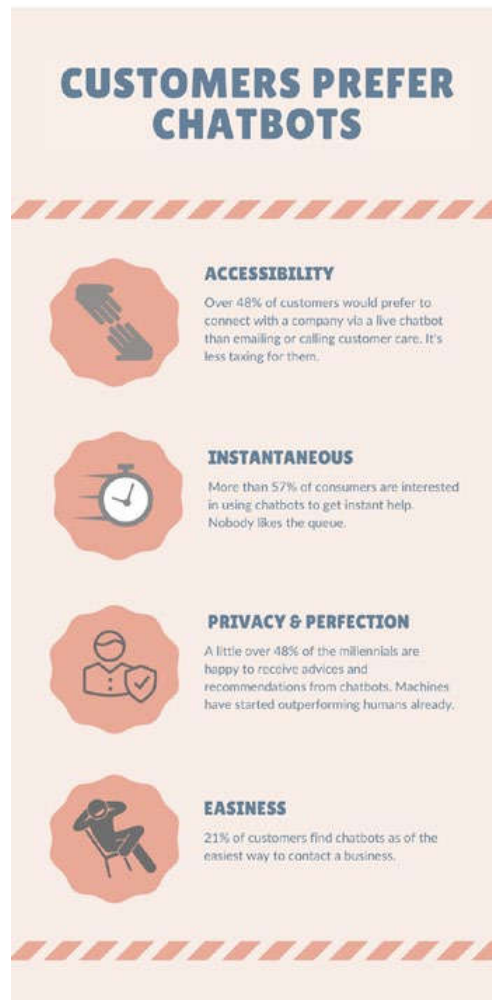 CUSTOMERS PREFER
CHATBOTS
ACCESSIBILITY
Over 48% of customers would prefer to
connect with a company via a live chatbot
than emailing or calling customer care. It's
less taxing for them.
INSTANTANEOUS
More than 57% of consumers are interested
in using chatbots to get instant help.
Nobody likes the queue.
PRIVACY & PERFECTION
A little over 48% of the millennials are
happy to receive advices and
recommendations from chatbots. Machines
have started outperforming humans already.
EASINESS
21% of customers find chatbots as of the
easiest way to contact a business.